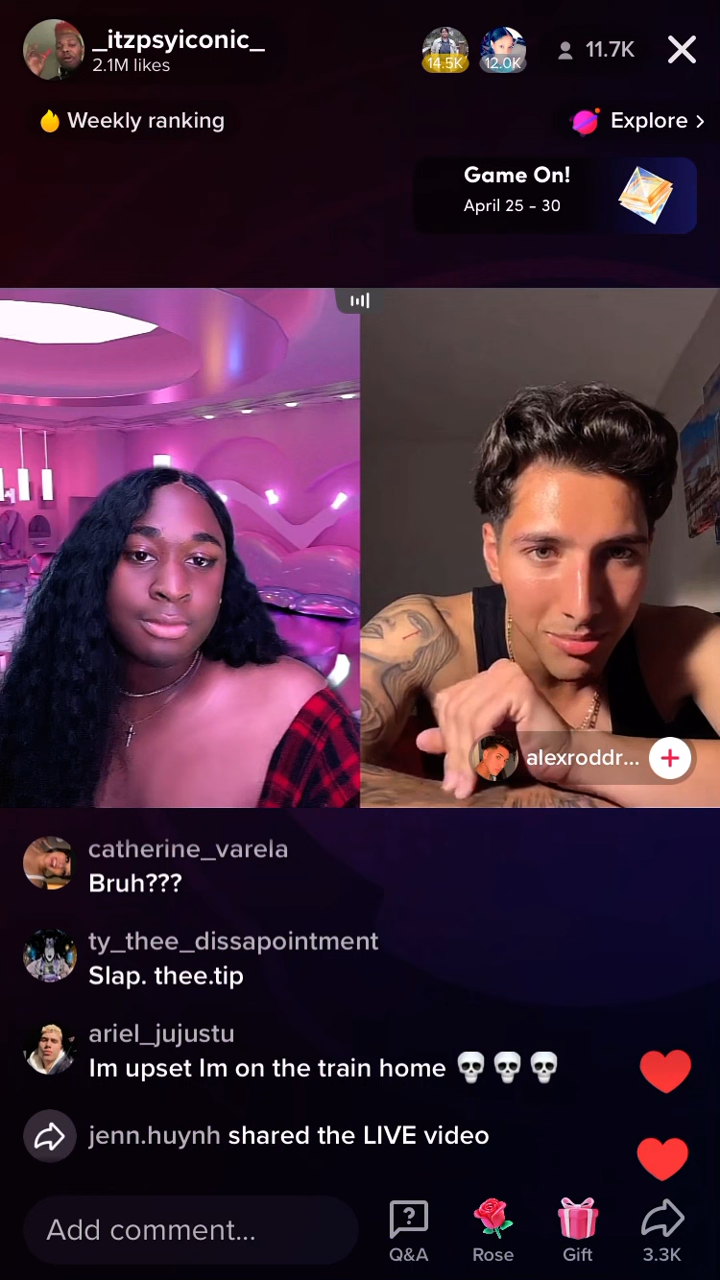 _itzpsyiconic_
2.1M likes
14.5K
12.0K
11.7K
Weekly ranking
Explore
Game On!
April 25 - 30
alexroddr...
catherine_varela
Bruh???
ty_thee_dissapointment
Slap. thee.tip
ariel_jujustu
Im upset Im on the train home 💀💀💀
jenn.huynh shared the LIVE video
Add comment...
Q&A
Rose
Gift
3.3K